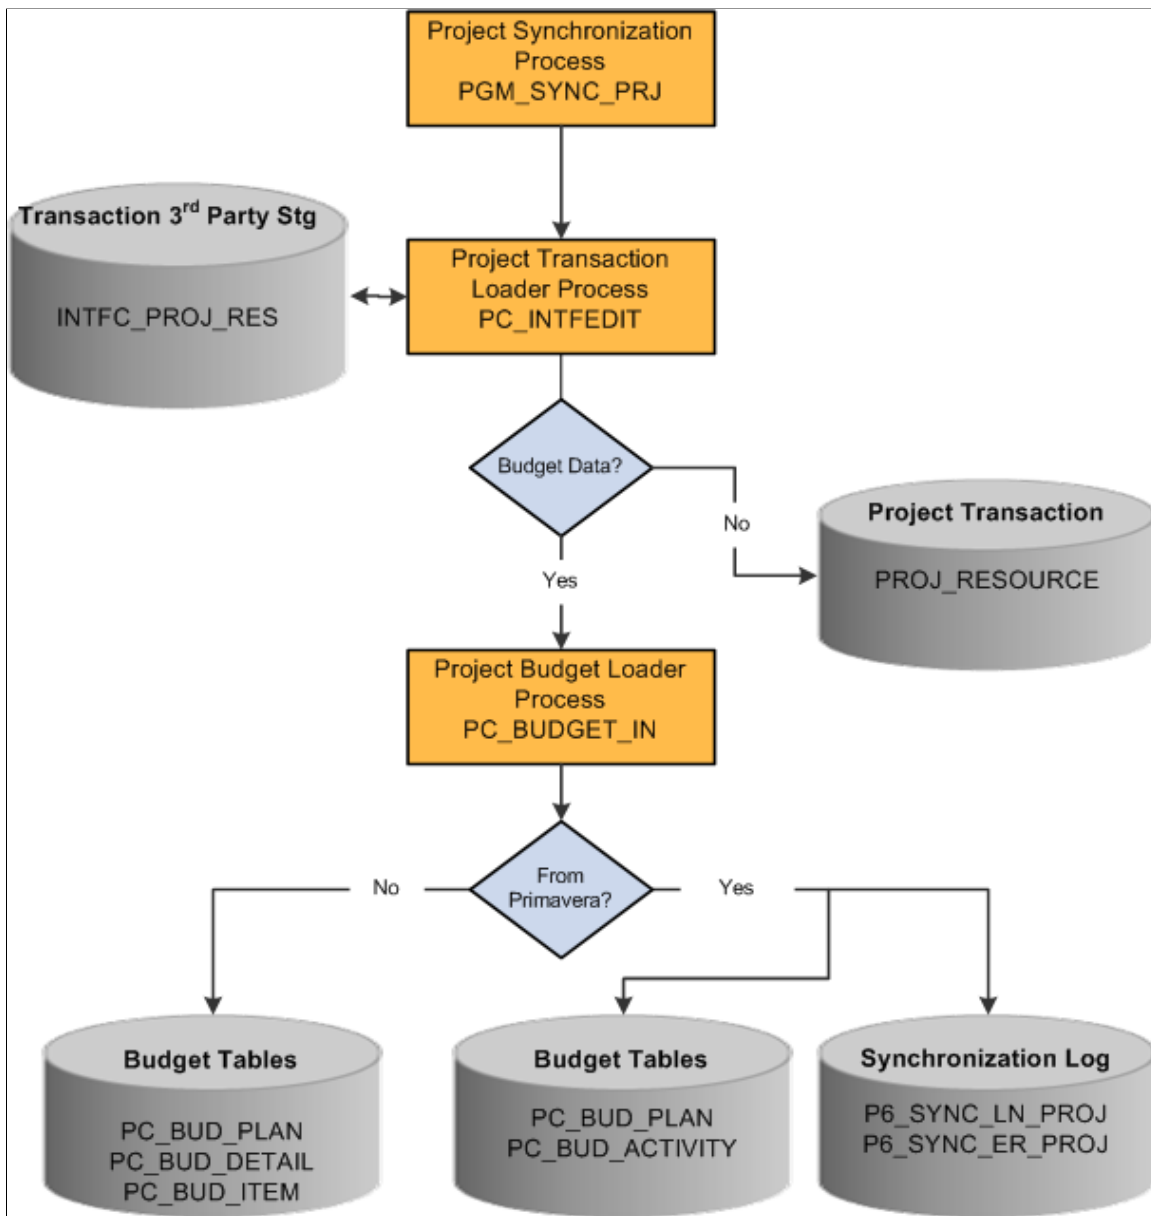 Project Synchronization
Process
PGM_SYNC_PRJ
Transaction 3rd Party Stg
INTFC_PROJ_RES
Project Transaction
Loader Process
PC_INTFEDIT
Budget Data?
No
Project Transaction
PROJ_RESOURCE
Yes
Project Budget Loader
Process
PC_BUDGET_IN
From
Primavera?
No
Yes
Budget Tables
PC_BUD_PLAN
PC_BUD_DETAIL
PC_BUD_ITEM
Budget Tables
PC_BUD_PLAN
PC_BUD_ACTIVITY
Synchronization Log
P6_SYNC_LN_PROJ
P6_SYNC_ER_PROJ